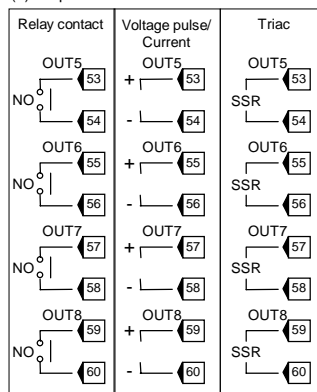 Relay contact
Voltage pulse/
Current
Triac
OUT5
53
NO
54
OUT6
55
NO
56
OUT7
57
NO
58
OUT8
59
NO
60
OUT5
+
53
-
54
OUT6
+
55
-
56
OUT7
+
57
-
58
OUT8
+
59
-
60
OUT5
53
SSR
54
OUT6
55
SSR
56
OUT7
57
SSR
58
OUT8
59
SSR
60